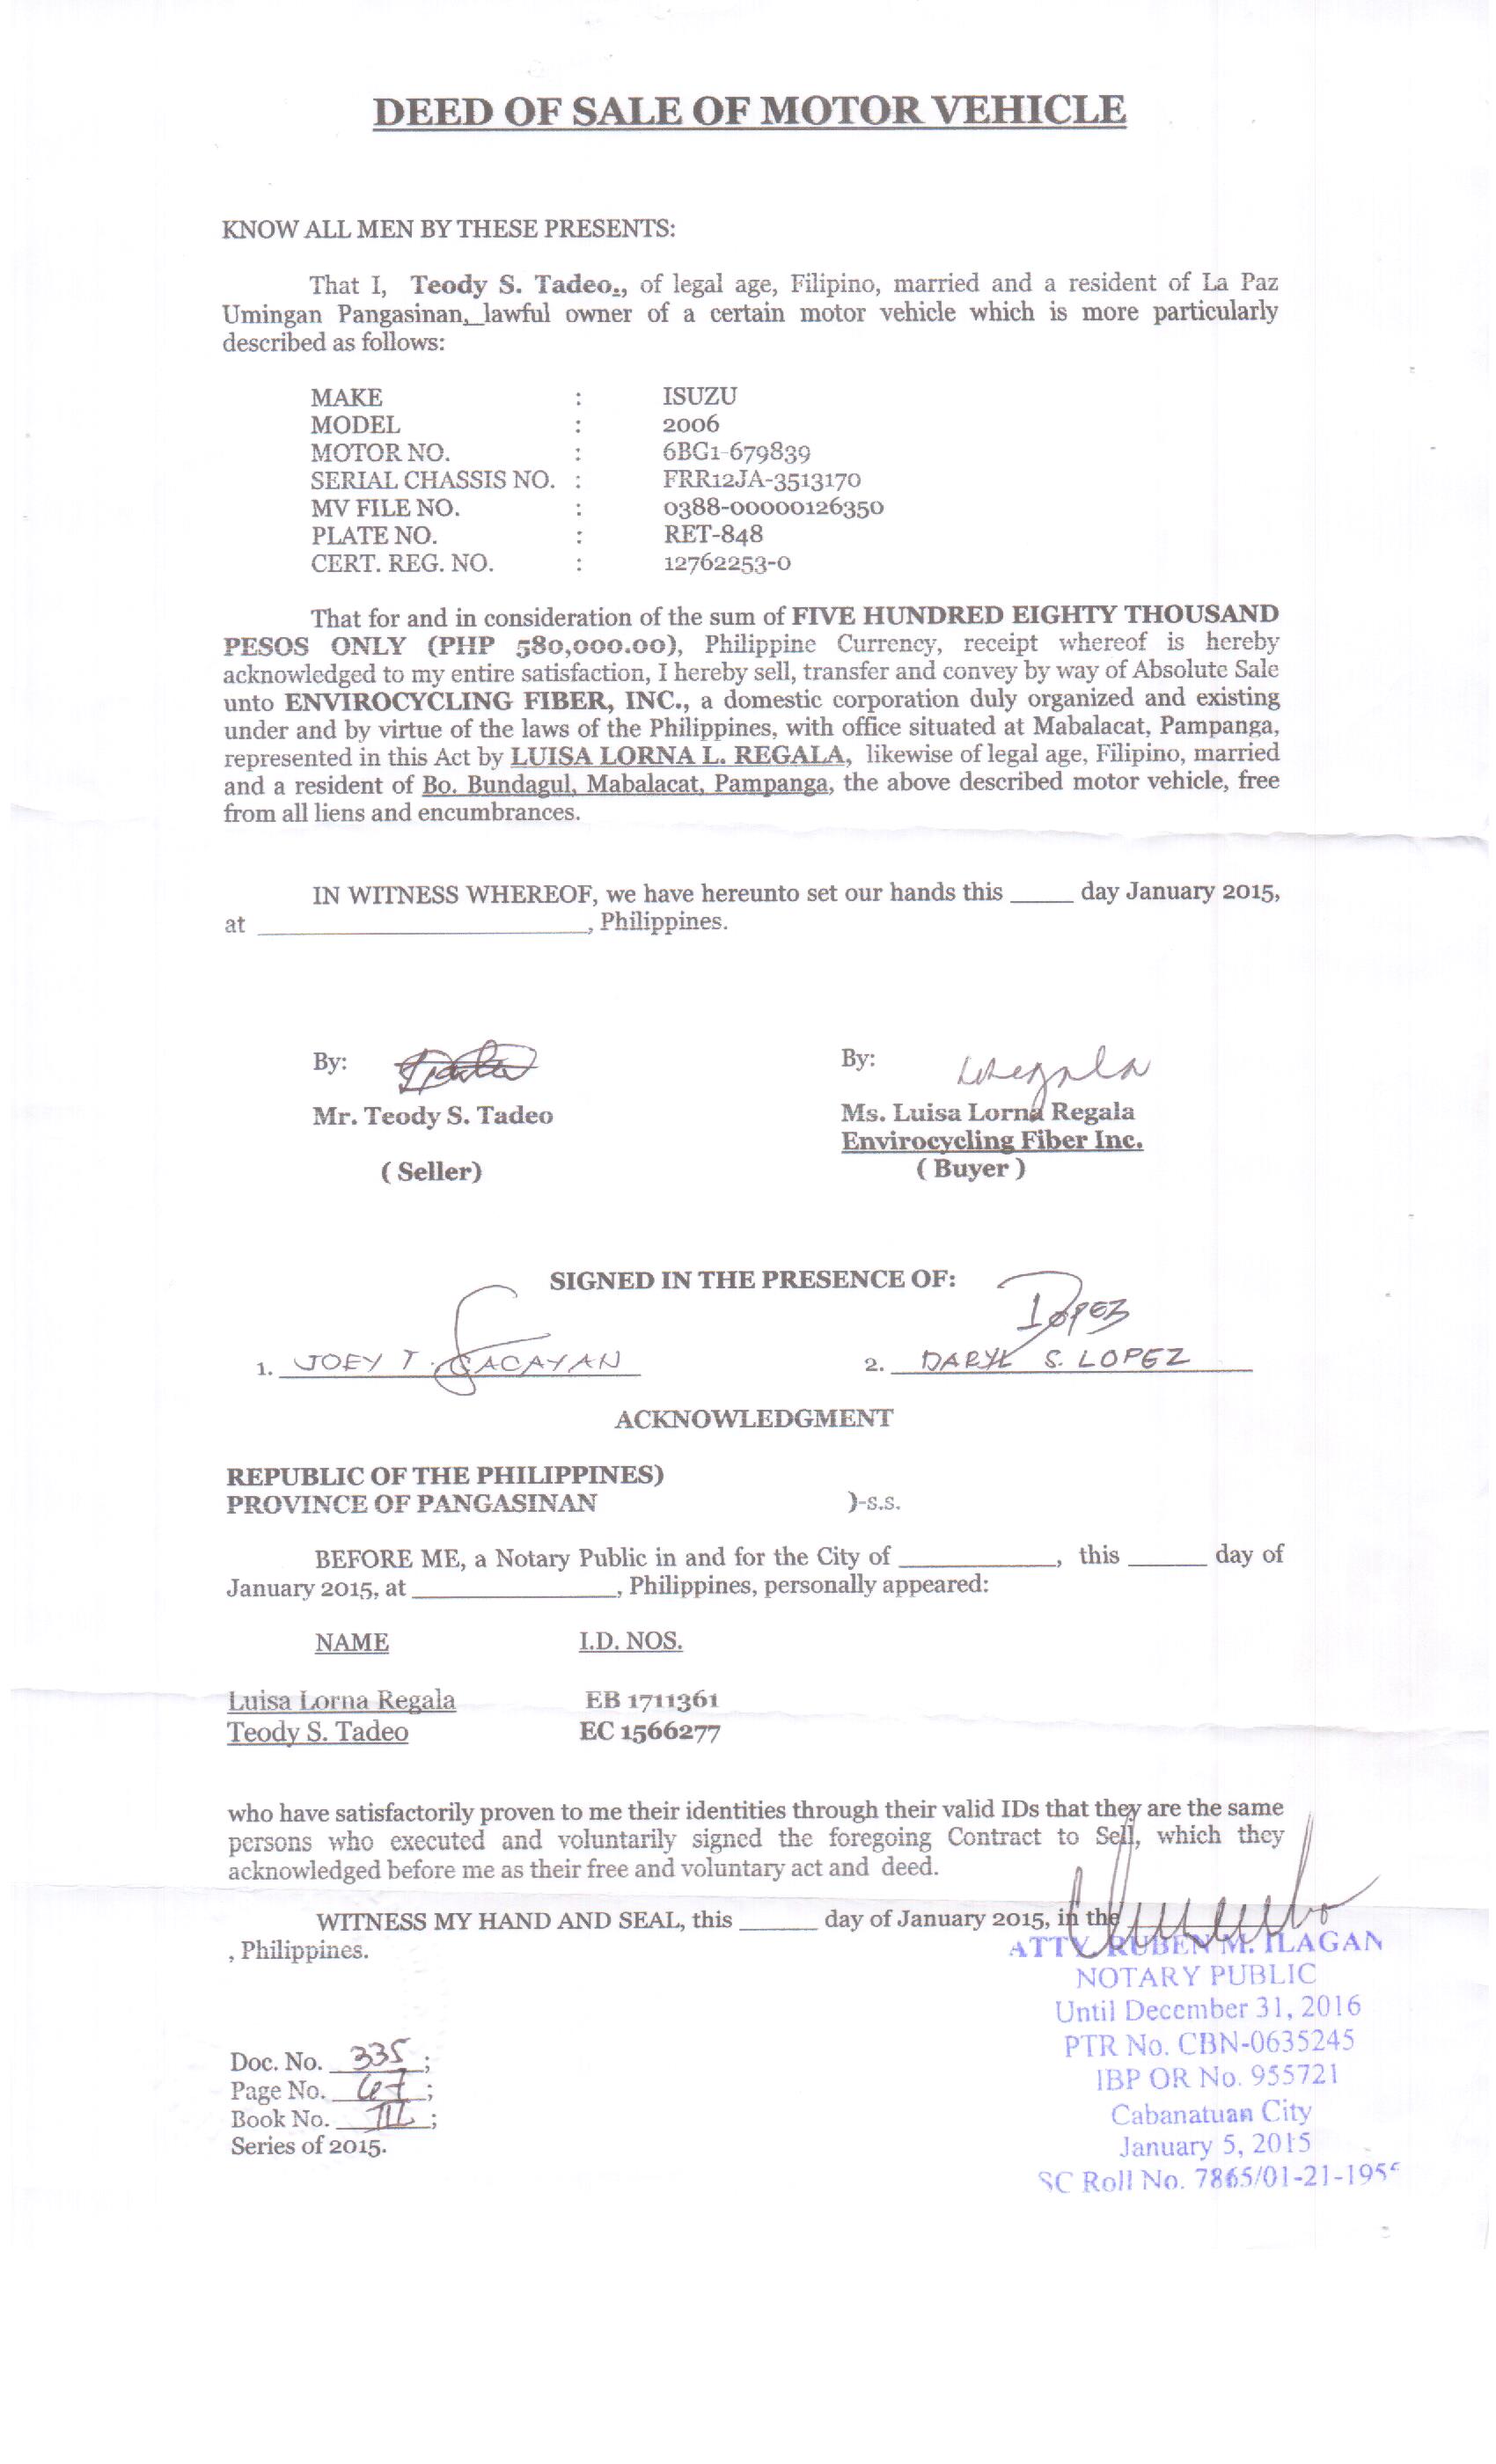 DEED OF SALE OF MOTOR VEHICLE
KNOW ALL MEN BY THESE PRESENTS:
That I, Teody S. Tadeo., of legal age, Filipino, married and a resident of La Paz
Umingan Pangasinan, lawful owner of a certain motor vehicle which is more particularly
described as follows:
MAKE : ISUZU
MODEL : 2006
MOTOR NO. : 6BG1-679839
SERIAL CHASSIS NO. : FRR12JA-3513170
MV FILE NO. : 0388-00000126350
PLATE NO. : RET-848
CERT. REG. NO. : 12762253-0
That for and in consideration of the sum of FIVE HUNDRED EIGHTY THOUSAND
PESOS ONLY (PHP 580,000.00), Philippine Currency, receipt whereof is hereby
acknowledged to my entire satisfaction, I hereby sell, transfer and convey by way of Absolute Sale
unto ENVIROCYCLING FIBER, INC., a domestic corporation duly organized and existing
under and by virtue of the laws of the Philippines, with office situated at Mabalacat, Pampanga,
represented in this Act by LUISA LORNA L. REGALA, likewise of legal age, Filipino, married
and a resident of Bo. Bundagul, Mabalacat, Pampanga, the above described motor vehicle, free
from all liens and encumbrances.
IN WITNESS WHEREOF, we have hereunto set our hands this _____ day January 2015,
at __________________________, Philippines.
By: By:
Mr. Teody S. Tadeo Ms. Luisa Lorna Regala
Envirocycling Fiber Inc.
( Seller) ( Buyer )
SIGNED IN THE PRESENCE OF:
Lopez
1. JOEY T. CACAYAN 2. DARYL S. LOPEZ
ACKNOWLEDGMENT
REPUBLIC OF THE PHILIPPINES)
PROVINCE OF PANGASINAN )-s.s.
BEFORE ME, a Notary Public in and for the City of ____________, this ______ day of
January 2015, at ________________, Philippines, personally appeared:
NAME I.D. NOS.
Luisa Lorna Regala EB 1711361
Teody S. Tadeo EC 1566277
who have satisfactorily proven to me their identities through their valid IDs that they are the same
persons who executed and voluntarily signed the foregoing Contract to Sell, which they
acknowledged before me as their free and voluntary act and deed.
WITNESS MY HAND AND SEAL, this ______ day of January 2015, in the
, Philippines.
ATTY. RUBEN M. ILAGAN
NOTARY PUBLIC
Until December 31, 2016
PTR No. CBN-0635245
IBP OR No. 955721
Cabanatuan City
January 5, 2015
SC Roll No. 7865/01-21-195
Doc. No. 335 ;
Page No. 67 ;
Book No. III ;
Series of 2015.